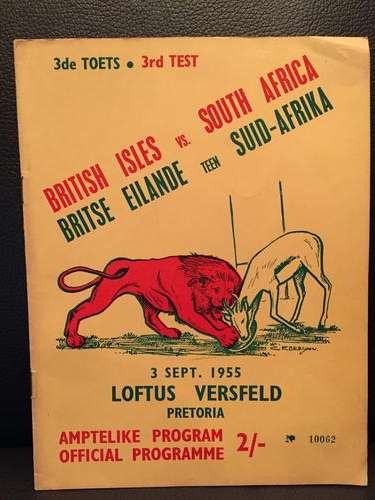 3de TOETS • 3rd TEST
BRITISH ISLES vs. SOUTH AFRICA
BRITSE EILANDE TEEN SUID-AFRIKA
3 SEPT. 1955
LOFTUS VERSFELD
PRETORIA
AMPTELIKE PROGRAM
OFFICIAL PROGRAMME
2/-
№ 10062